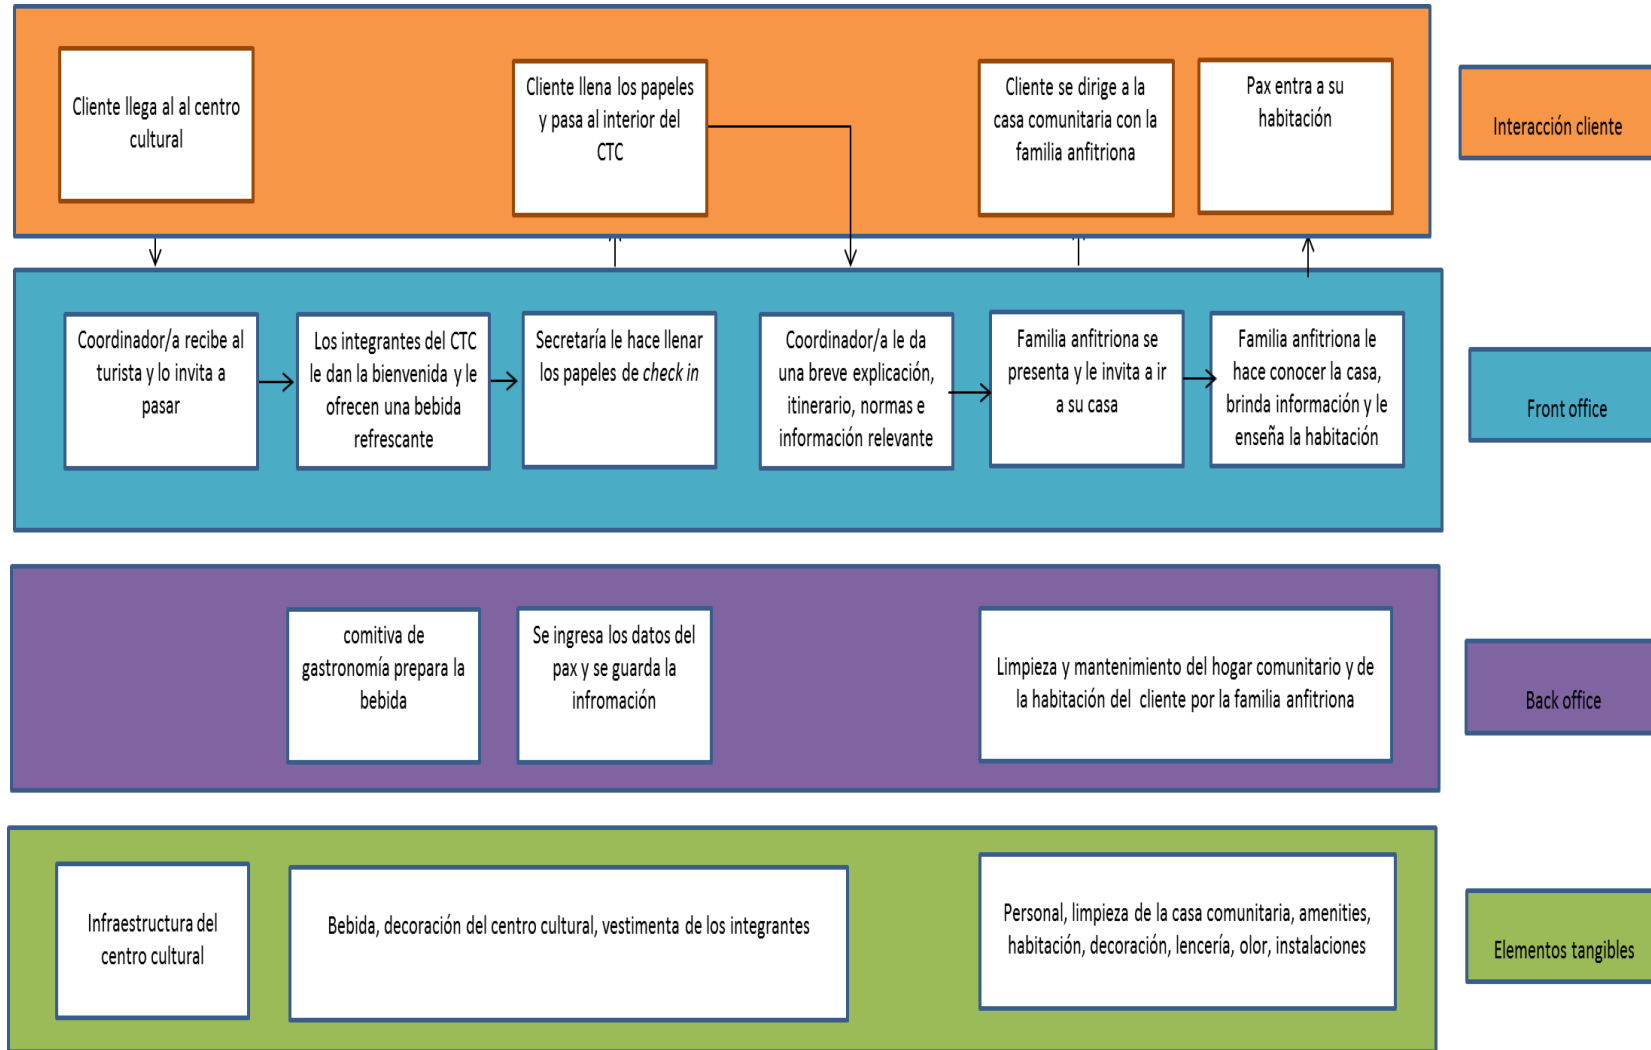 Cliente llega al al centro
cultural
Cliente llena los papeles
y pasa al interior del
CTC
Cliente se dirige a la
casa comunitaria con la
familia anfitriona
Pax entra a su
habitación
Interacción cliente
Coordinador/a recibe al
turista y lo invita a
pasar
Los integrantes del CTC
le dan la bienvenida y le
ofrecen una bebida
refrescante
Secretaría le hace llenar
los papeles de check in
Coordinador/a le da
una breve explicación,
itinerario, normas e
información relevante
Familia anfitriona se
presenta y le invita a ir
a su casa
Familia anfitriona le
hace conocer la casa,
brinda información y le
enseña la habitación
Front office
comitiva de
gastronomía prepara la
bebida
Se ingresa los datos del
pax y se guarda la
infromación
Limpieza y mantenimiento del hogar comunitario y de
la habitación del cliente por la familia anfitriona
Back office
Infraestructura del
centro cultural
Bebida, decoración del centro cultural, vestimenta de los integrantes
Personal, limpieza de la casa comunitaria, amenities,
habitación, decoración, lencería, olor, instalaciones
Elementos tangibles